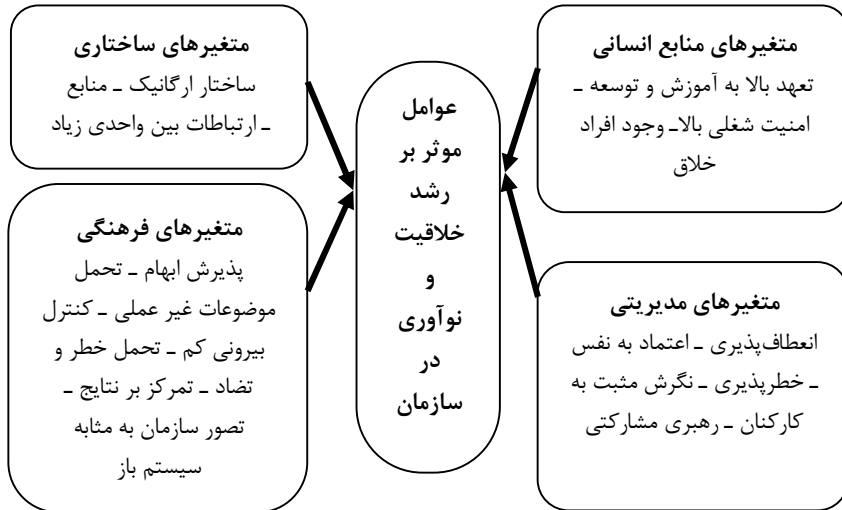 متغیرهای منابع انسانی
تعهد بالا به آموزش و توسعه ـ
امنیت شغلی بالاـ وجود افراد
خلاق
متغیرهای ساختاری
ساختار ارگانیک ـ منابع
ـ ارتباطات بین واحدی زیاد
عوامل
موثر بر
رشد
خلاقیت
و
نوآوری
در
سازمان
متغیرهای مدیریتی
انعطاف‌پذیری ـ اعتماد به نفس
ـ خطرپذیری ـ نگرش مثبت به
کارکنان ـ رهبری مشارکتی
متغیرهای فرهنگی
پذیرش ابهام ـ تحمل
موضوعات غیر عملی ـ کنترل
بیرونی کم ـ تحمل خطر و
تضاد ـ تمرکز بر نتایج ـ
تصور سازمان به مثابه
سیستم باز